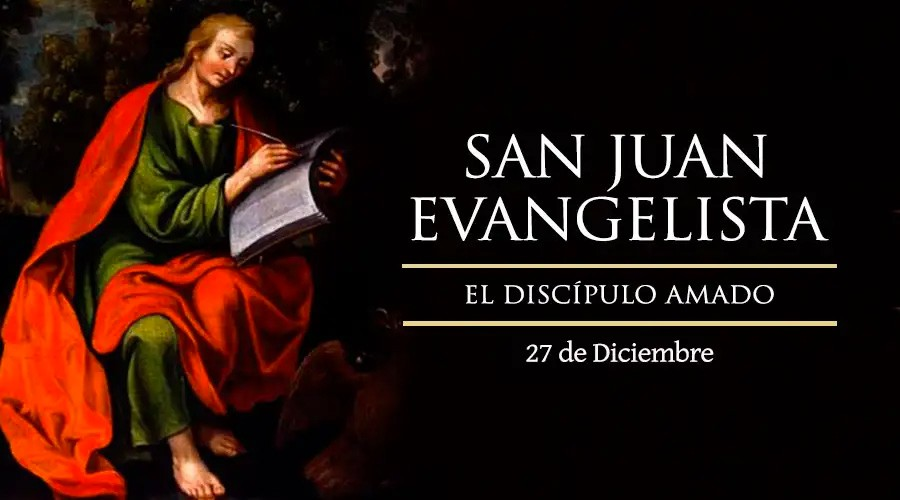 SAN JUAN
EVANGELISTA
EL DISCÍPULO AMADO
27 de Diciembre